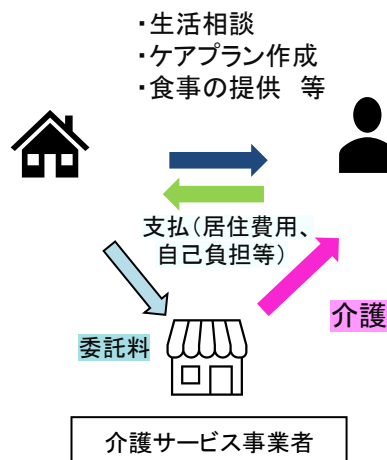 ・生活相談
・ケアプラン作成
・食事の提供　等
支払(居住費用、
自己負担等)
介護
委託料
介護サービス事業者